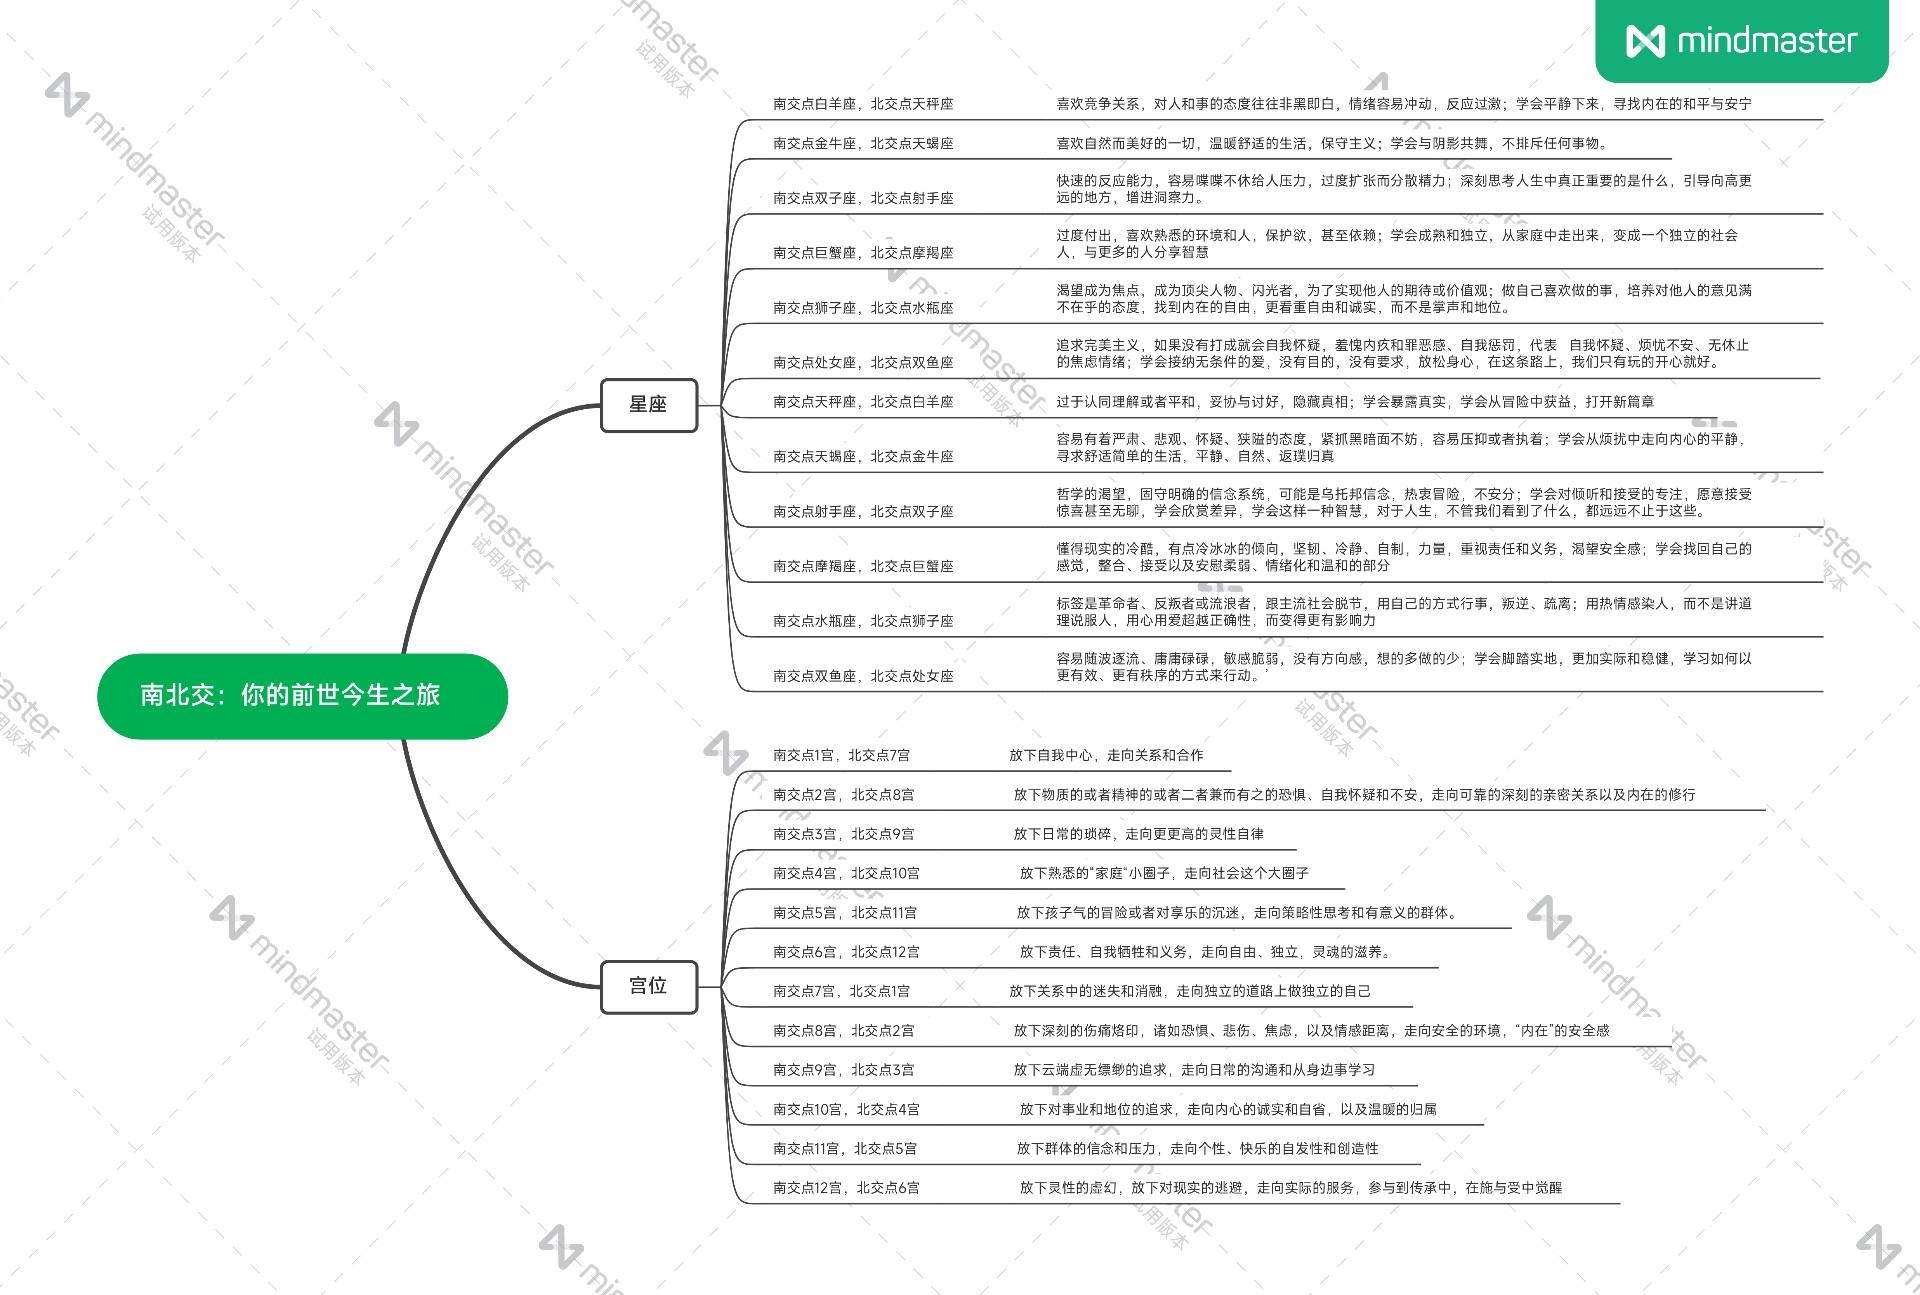 mindmaster
南交点白羊座，北交点天秤座 喜欢竞争关系，对人和事的态度往往非黑即白，情绪容易冲动，反应过激；学会平静下来，寻找内在的和平与安宁
南交点金牛座，北交点天蝎座 喜欢自然而美好的一切，温暖舒适的生活，保守主义；学会与阴影共舞，不排斥任何事物。
南交点双子座，北交点射手座 快速的反应能力，容易喋喋不休给人压力，过度扩张而分散精力；深刻思考人生中真正重要的是什么，引导向高更
远的地方，增进洞察力。
南交点巨蟹座，北交点摩羯座 过度付出，喜欢熟悉的环境和人，保护欲，甚至依赖；学会成熟和独立，从家庭中走出来，变成一个独立的社会
人，与更多的人分享智慧
南交点狮子座，北交点水瓶座 渴望成为焦点，成为顶尖人物、闪光者，为了实现他人的期待或价值观；做自己喜欢做的事，培养对他人的意见满
不在乎的态度，找到内在的自由，更看重自由和诚实，而不是掌声和地位。
南交点处女座，北交点双鱼座 追求完美主义，如果没有打成就会自我怀疑，羞愧内疚和罪恶感、自我惩罚，代表 自我怀疑、烦忧不安、无休止
的焦虑情绪；学会接纳无条件的爱，没有目的，没有要求，放松身心，在这条路上，我们只有玩的开心就好。
星座
南交点天秤座，北交点白羊座 过于认同理解或者平和，妥协与讨好，隐藏真相；学会暴露真实，学会从冒险中获益，打开新篇章
南交点天蝎座，北交点金牛座 容易有着严肃、悲观、怀疑、狭隘的态度，紧抓黑暗面不妨，容易压抑或者执着；学会从烦扰中走向内心的平静，
寻求舒适简单的生活，平静、自然、返璞归真
南交点射手座，北交点双子座 哲学的渴望，固守明确的信念系统，可能是乌托邦信念，热衷冒险，不安分；学会对倾听和接受的专注，愿意接受
惊喜甚至无聊，学会欣赏差异，学会这样一种智慧，对于人生，不管我们看到了什么，都远远不止于这些。
南交点摩羯座，北交点巨蟹座 懂得现实的冷酷，有点冷冰冰的倾向，坚韧、冷静、自制，力量，重视责任和义务，渴望安全感；学会找回自己的
感觉，整合、接受以及安慰柔弱、情绪化和温和的部分
南交点水瓶座，北交点狮子座 标签是革命者、反叛者或流浪者，跟主流社会脱节，用自己的方式行事，叛逆、疏离；用热情感染人，而不是讲道
理说服人，用心用爱超越正确性，而变得更有影响力
南交点双鱼座，北交点处女座 容易随波逐流、庸庸碌碌，敏感脆弱，没有方向感，想的多做的少；学会脚踏实地，更加实际和稳健，学习如何以
更有效、更有秩序的方式来行动。’
南北交：你的前世今生之旅
南交点1宫，北交点7宫 放下自我中心，走向关系和合作
南交点2宫，北交点8宫 放下物质的或者精神的或者二者兼而有之的恐惧、自我怀疑和不安，走向可靠的深刻的亲密关系以及内在的修行
南交点3宫，北交点9宫 放下日常的琐碎，走向更更高的灵性自律
南交点4宫，北交点10宫 放下熟悉的“家庭“小圈子，走向社会这个大圈子
南交点5宫，北交点11宫 放下孩子气的冒险或者对享乐的沉迷，走向策略性思考和有意义的群体。
南交点6宫，北交点12宫 放下责任、自我牺牲和义务，走向自由、独立，灵魂的滋养。
宫位
南交点7宫，北交点1宫 放下关系中的迷失和消融，走向独立的道路上做独立的自己
南交点8宫，北交点2宫 放下深刻的伤痛烙印，诸如恐惧、悲伤、焦虑，以及情感距离，走向安全的环境，“内在”的安全感
南交点9宫，北交点3宫 放下云端虚无缥缈的追求，走向日常的沟通和从身边事学习
南交点10宫，北交点4宫 放下对事业和地位的追求，走向内心的诚实和自省，以及温暖的归属
南交点11宫，北交点5宫 放下群体的信念和压力，走向个性、快乐的自发性和创造性
南交点12宫，北交点6宫 放下灵性的虚幻，放下对现实的逃避，走向实际的服务，参与到传承中，在施与受中觉醒